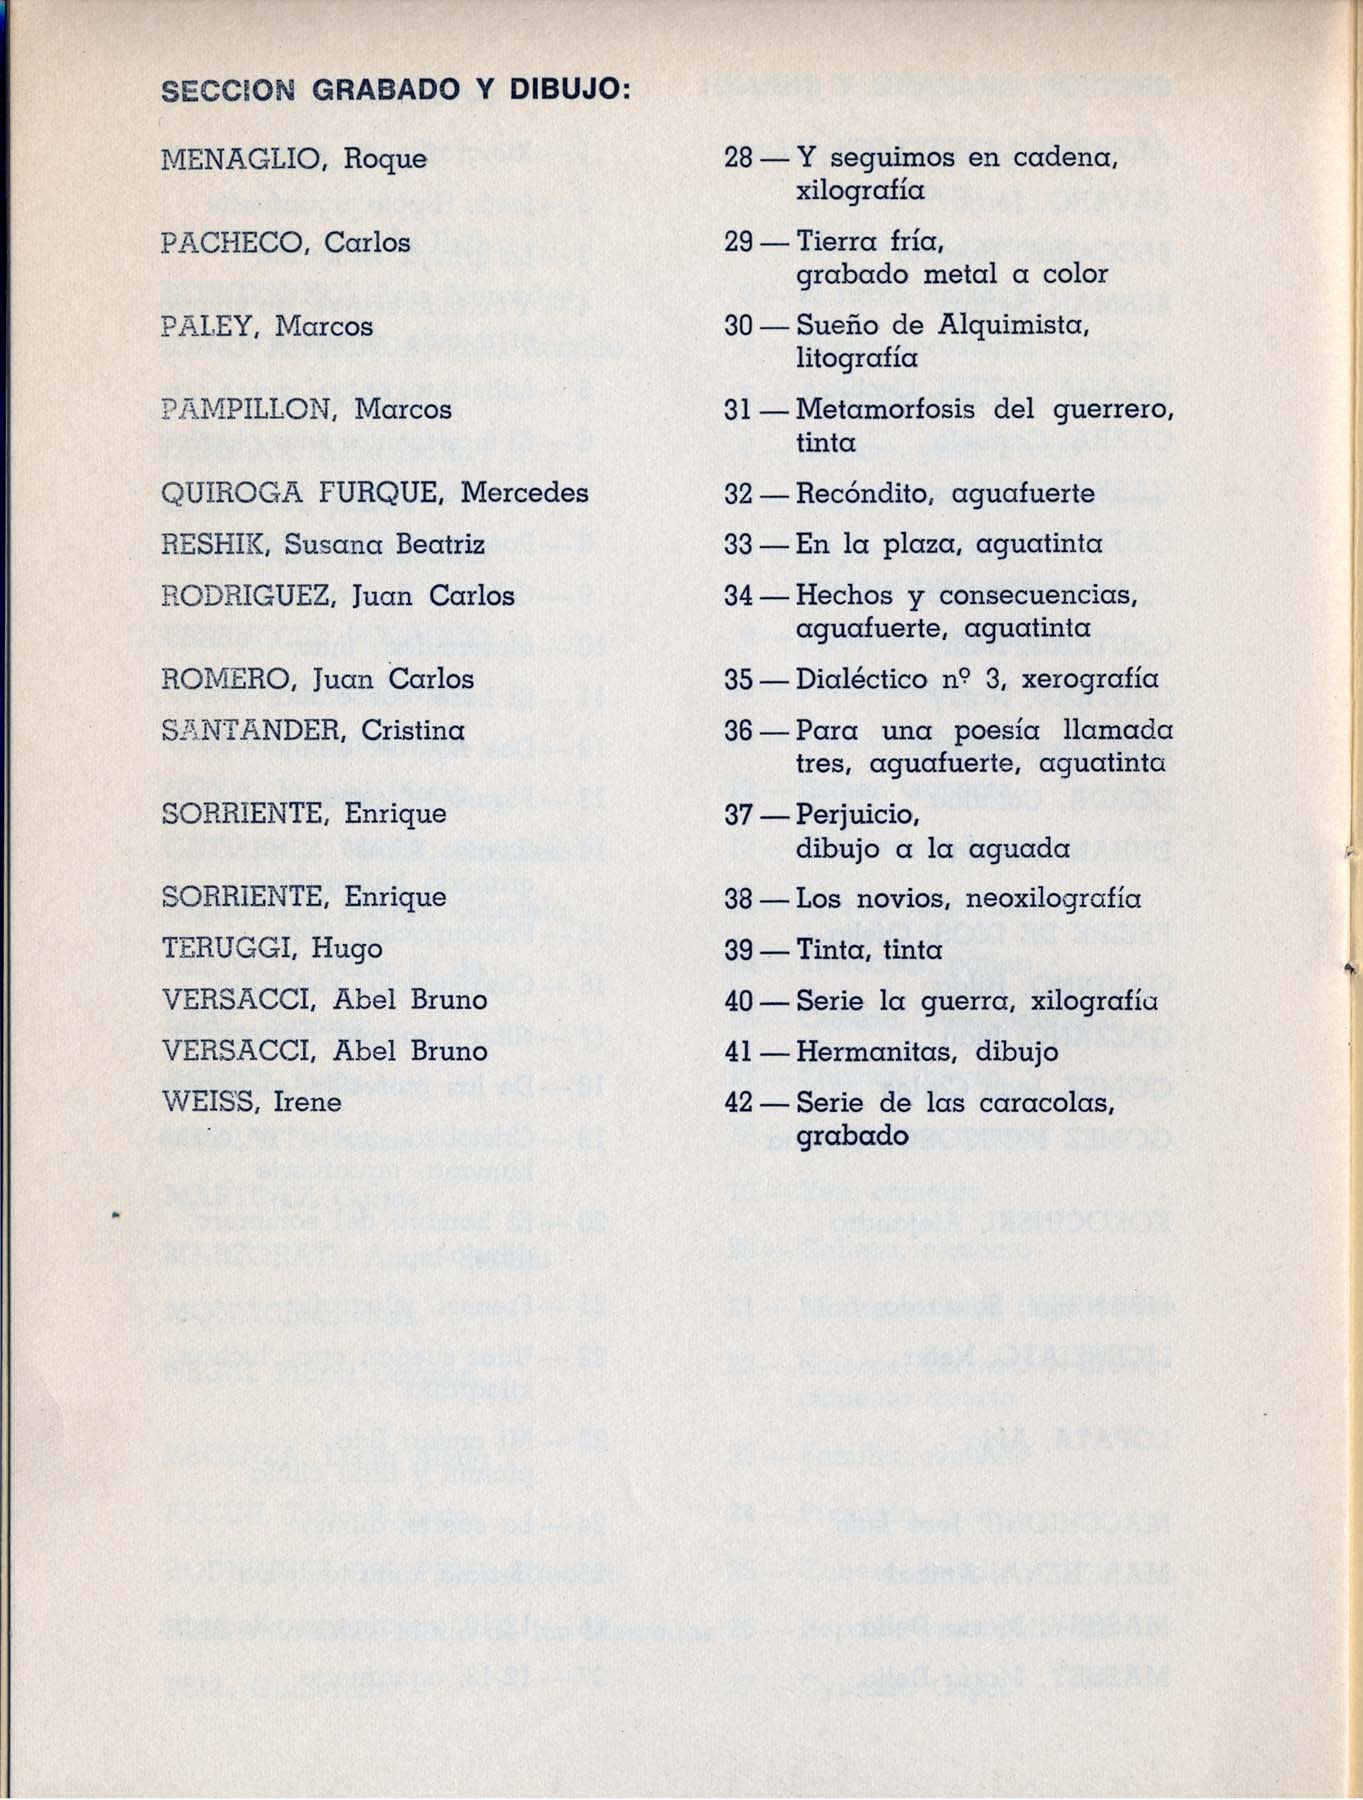 SECCION GRABADO Y DIBUJO:
MENAGLIO, Roque 28 — Y seguimos en cadena,
xilografía
PACHECO, Carlos 29 — Tierra fría,
grabado metal a color
PALEY, Marcos 30 — Sueño de Alquimista,
litografía
PAMPILLON, Marcos 31 — Metamorfosis del guerrero,
tinta
QUIROGA FURQUE, Mercedes 32 — Recóndito, aguafuerte
RESHIK, Susana Beatriz 33 — En la plaza, aguatinta
RODRIGUEZ, Juan Carlos 34 — Hechos y consecuencias,
aguafuerte, aguatinta
ROMERO, Juan Carlos 35 — Dialéctico nº 3, xerografía
SANTANDER, Cristina 36 — Para una poesía llamada
tres, aguafuerte, aguatinta
SORRIENTE, Enrique 37 — Perjuicio,
dibujo a la aguada
SORRIENTE, Enrique 38 — Los novios, neoxilografía
TERUGGI, Hugo 39 — Tinta, tinta
VERSACCI, Abel Bruno 40 — Serie la guerra, xilografía
VERSACCI, Abel Bruno 41 — Hermanitas, dibujo
WEISS, Irene 42 — Serie de las caracolas,
grabado